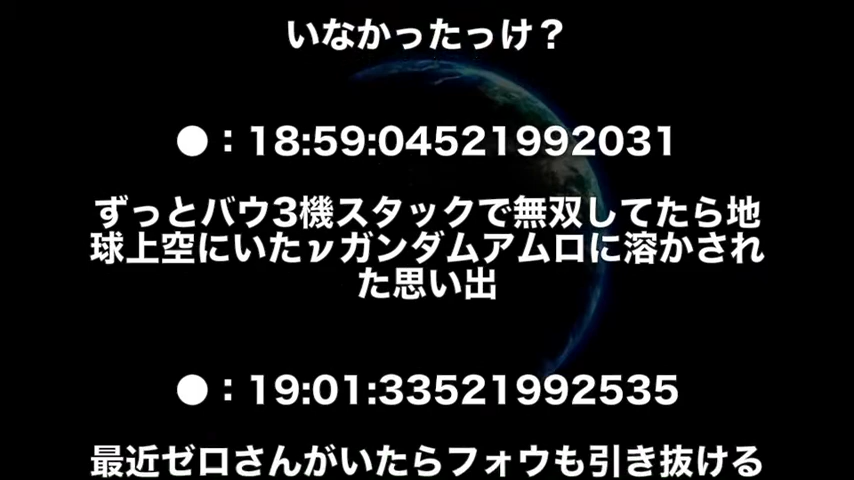 いなかったっけ？
●：18:59:04521992031
ずっとバウ3機スタックで無双してたら地
球上空にいたνガンダムアムロに溶かされ
た思い出
●：19:01:33521992535
最近ゼロさんがいたらフォウも引き抜ける